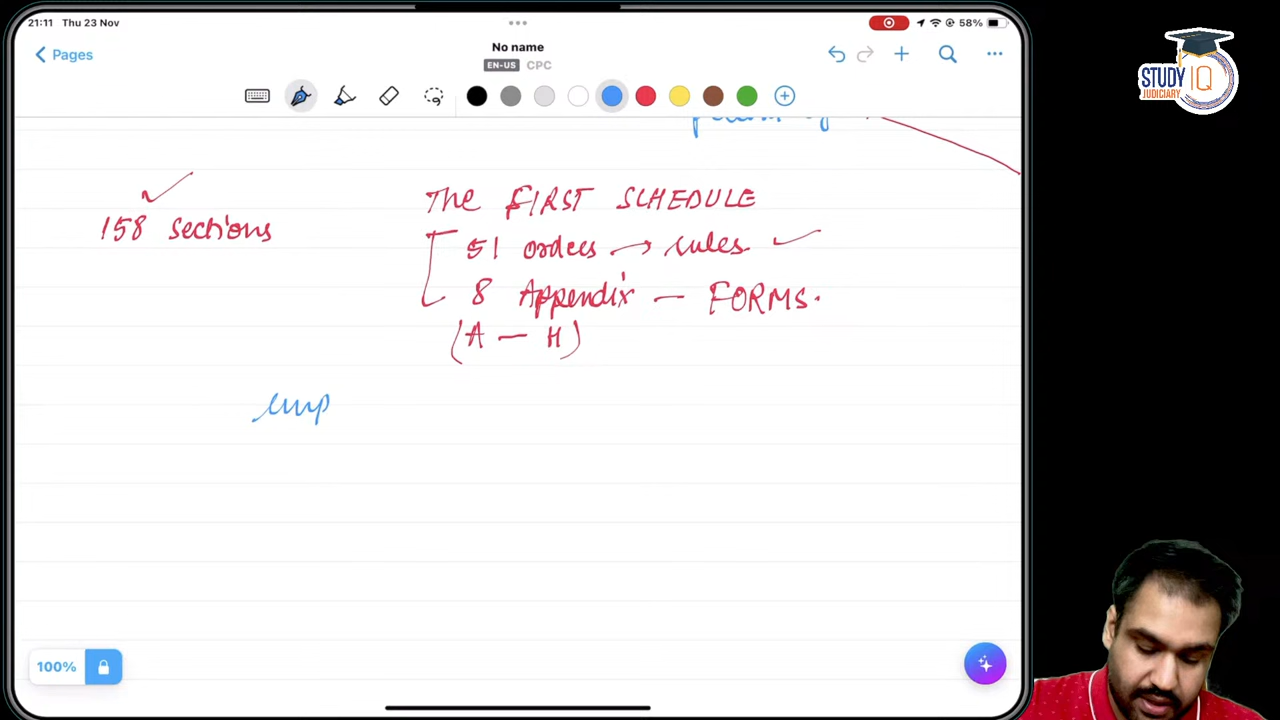 21:11 Thu 23 Nov
58%
Pages
No name
EN-US CPC
STUDY IQ
JUDICIARY
158 sections
The FIRST SCHEDULE
51 orders → rules
8 Appendix — FORMS.
(A — H)
imp
100%